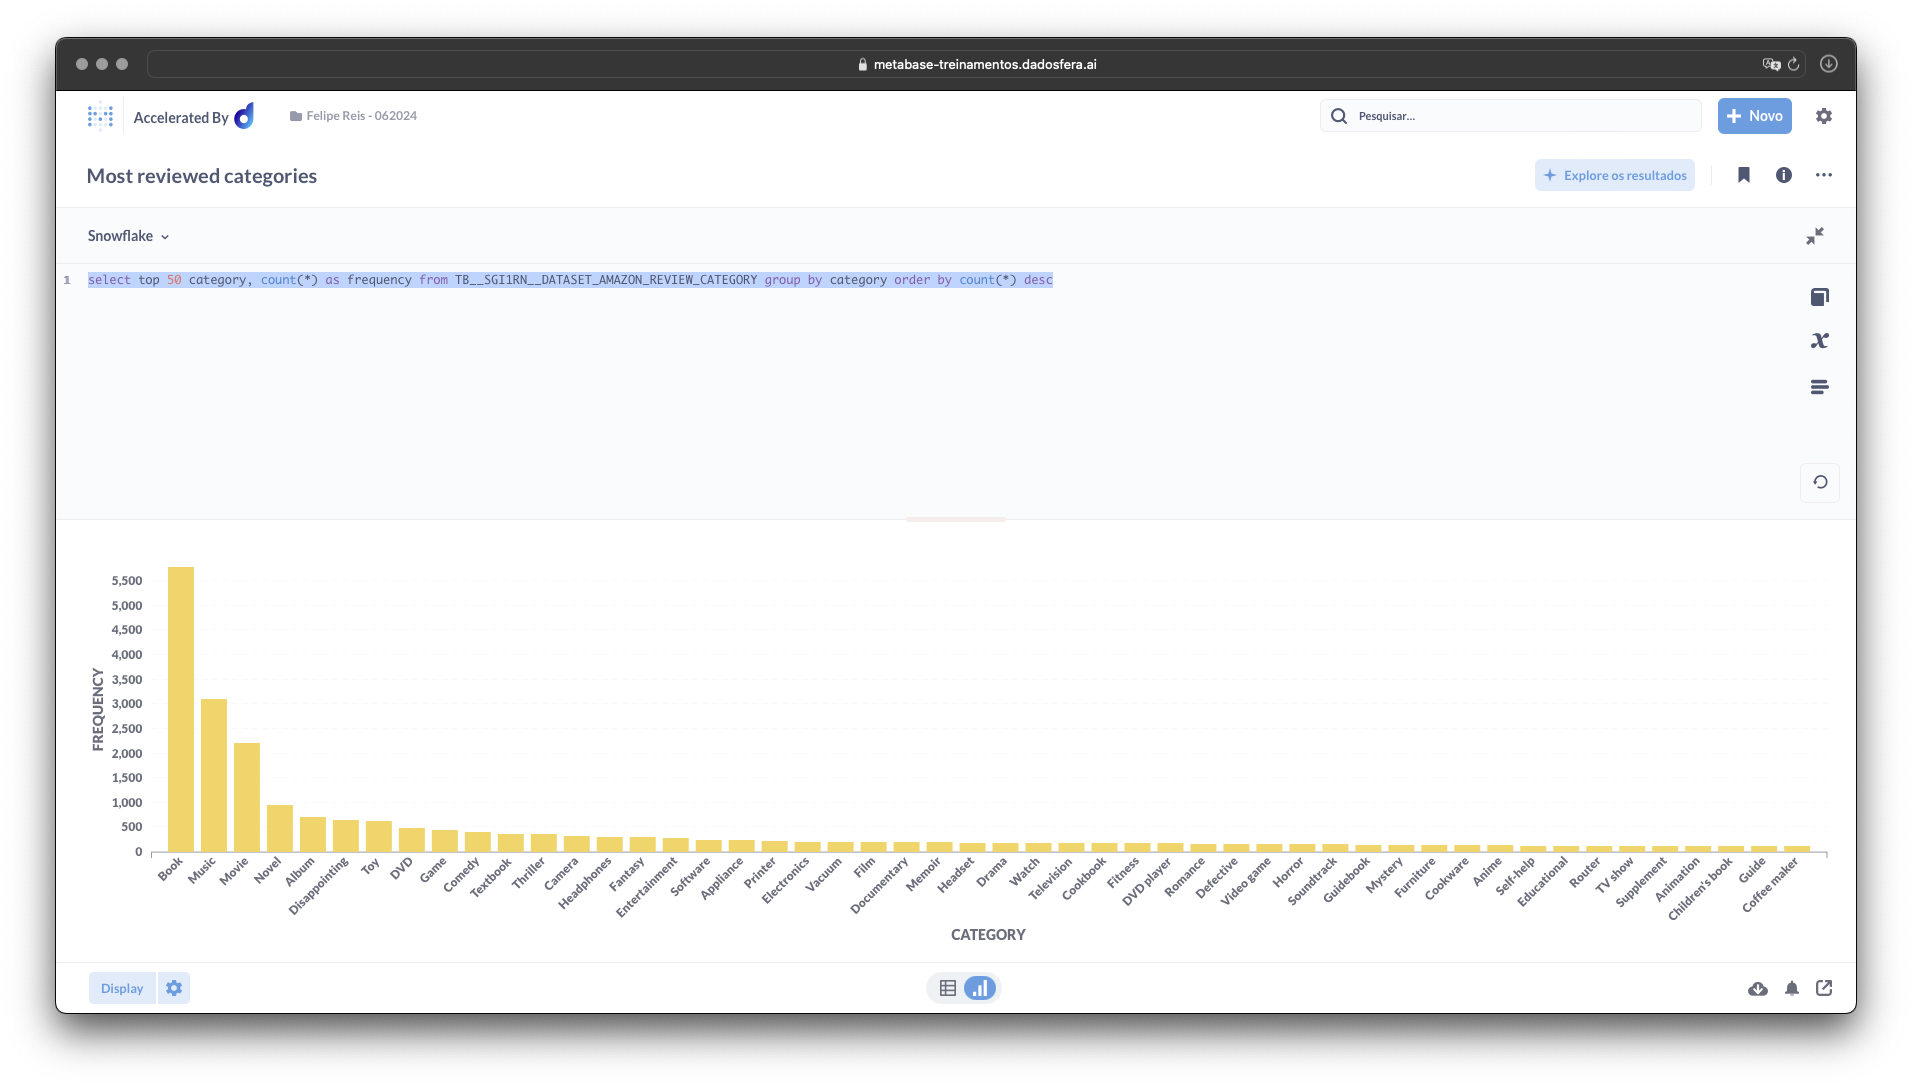 metabase-treinamentos.dadosfera.ai
Accelerated By
Felipe Reis - 062024
Pesquisar...
Novo
Most reviewed categories
Explore os resultados
Snowflake
1 select top 50 category, count(*) as frequency from TB__SGI1RN__DATASET_AMAZON_REVIEW_CATEGORY group by category order by count(*) desc
FREQUENCY
5,500
5,000
4,500
4,000
3,500
3,000
2,500
2,000
1,500
1,000
500
0
Book
Music
Movie
Novel
Album
Disappointing
Toy
DVD
Game
Comedy
Textbook
Thriller
Camera
Headphones
Fantasy
Entertainment
Software
Appliance
Printer
Electronics
Vacuum
Film
Documentary
Memoir
Headset
Drama
Watch
Television
Cookbook
Fitness
DVD player
Romance
Defective
Video game
Horror
Soundtrack
Guidebook
Mystery
Furniture
Cookware
Anime
Self-help
Educational
Router
TV show
Supplement
Animation
Children's book
Guide
Coffee maker
CATEGORY
Display